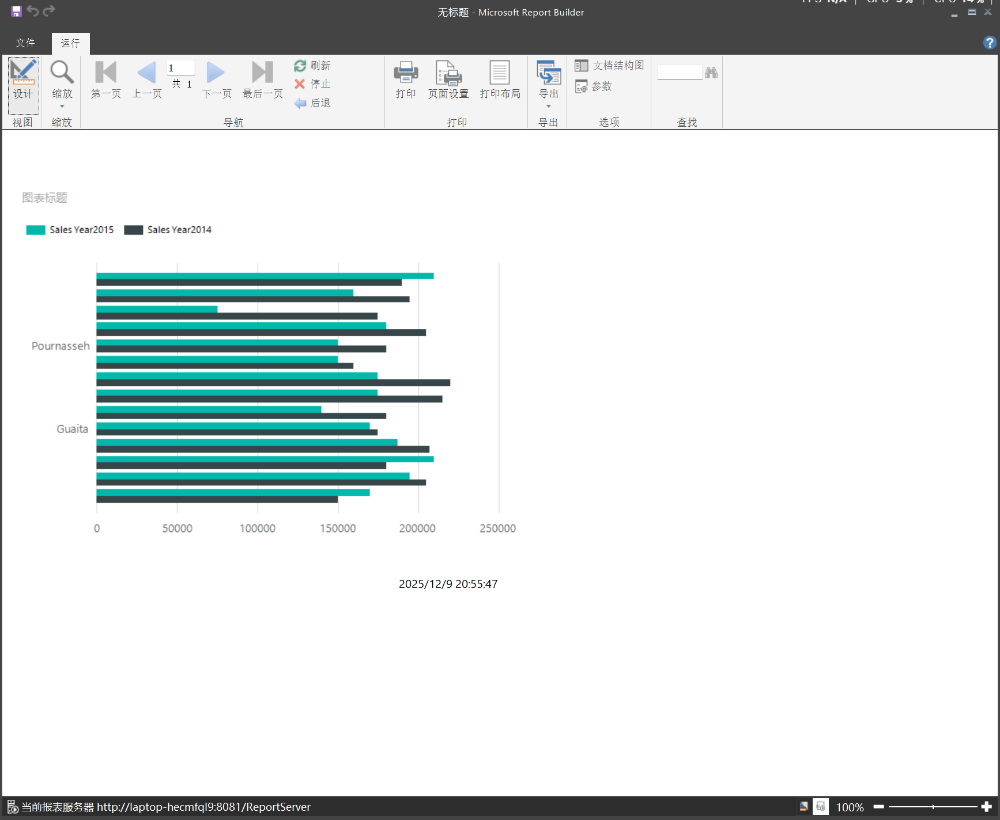 无标题 - Microsoft Report Builder
文件 运行
设计 缩放 第一页 上一页 1 共 1 下一页 最后一页 刷新 停止 后退 打印 页面设置 打印布局 导出 文档结构图 参数
视图 缩放 导航 打印 导出 选项 查找
图表标题
Sales Year2015 Sales Year2014
Pournasseh
Guaita
0 50000 100000 150000 200000 250000
2025/12/9 20:55:47
当前报表服务器 http://laptop-hecmfql9:8081/ReportServer 100%